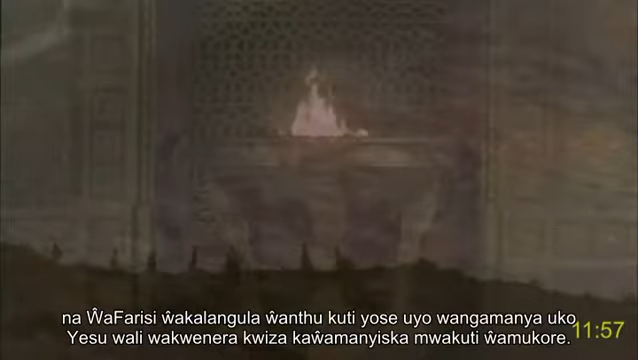 na ŴaFarisi ŵakalangula ŵanthu kuti yose uyo wangamanya uko
Yesu wali wakwenera kwiza kaŵamanyiska mwakuti ŵamukore.
11:57